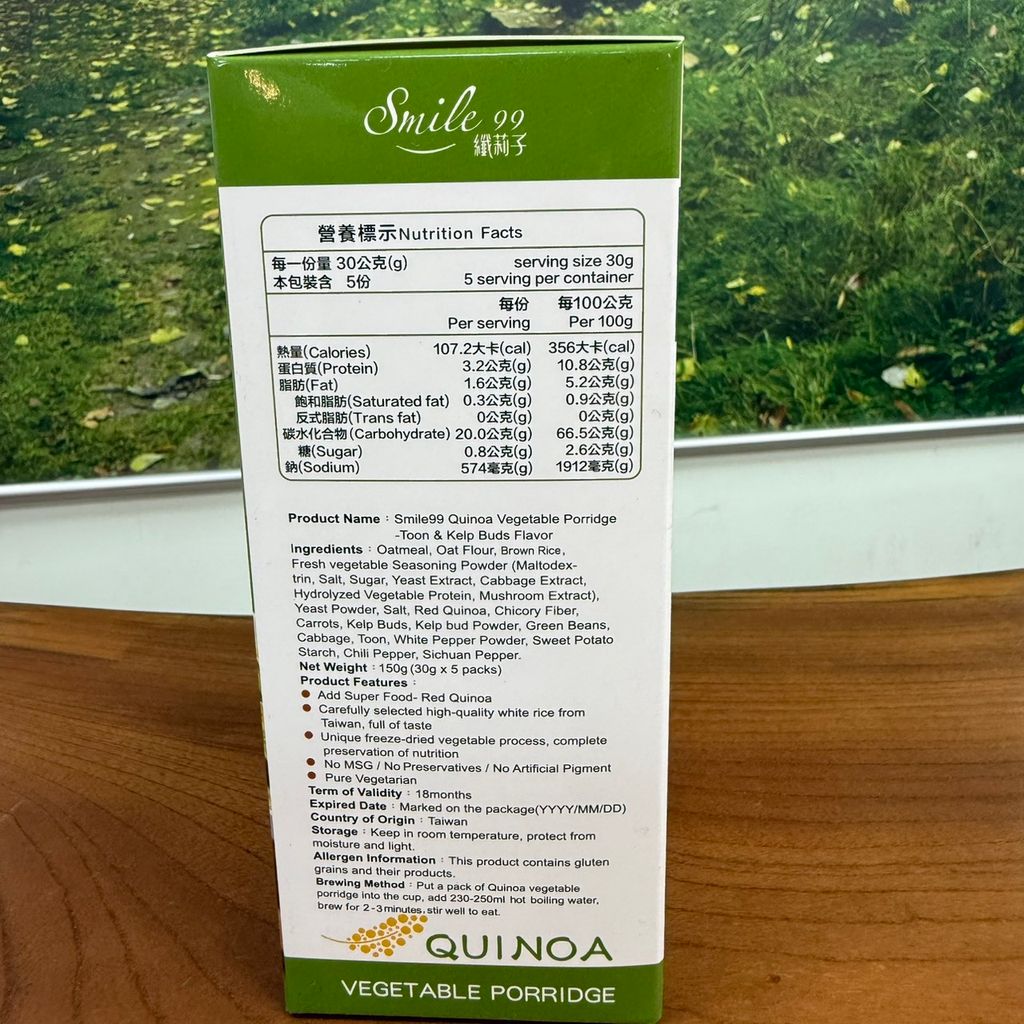 Smile 99
纖莉子
營養標示Nutrition Facts
每一份量 30公克(g) serving size 30g
本包裝含 5份 5 serving per container
每份 每100公克
Per serving Per 100g
熱量(Calories) 107.2大卡(cal) 356大卡(cal)
蛋白質(Protein) 3.2公克(g) 10.8公克(g)
脂肪(Fat) 1.6公克(g) 5.2公克(g)
飽和脂肪(Saturated fat) 0.3公克(g) 0.9公克(g)
反式脂肪(Trans fat) 0公克(g) 0公克(g)
碳水化合物(Carbohydrate) 20.0公克(g) 66.5公克(g)
糖(Sugar) 0.8公克(g) 2.6公克(g)
鈉(Sodium) 574毫克(g) 1912毫克(g)
Product Name：Smile99 Quinoa Vegetable Porridge
-Toon & Kelp Buds Flavor
Ingredients：Oatmeal, Oat Flour, Brown Rice,
Fresh vegetable Seasoning Powder (Maltodex-
trin, Salt, Sugar, Yeast Extract, Cabbage Extract,
Hydrolyzed Vegetable Protein, Mushroom Extract),
Yeast Powder, Salt, Red Quinoa, Chicory Fiber,
Carrots, Kelp Buds, Kelp bud Powder, Green Beans,
Cabbage, Toon, White Pepper Powder, Sweet Potato
Starch, Chili Pepper, Sichuan Pepper.
Net Weight：150g (30g x 5 packs)
Product Features：
● Add Super Food- Red Quinoa
● Carefully selected high-quality white rice from
Taiwan, full of taste
● Unique freeze-dried vegetable process, complete
preservation of nutrition
● No MSG / No Preservatives / No Artificial Pigment
● Pure Vegetarian
Term of Validity：18months
Expired Date：Marked on the package(YYYY/MM/DD)
Country of Origin：Taiwan
Storage：Keep in room temperature, protect from
moisture and light.
Allergen Information：This product contains gluten
grains and their products.
Brewing Method：Put a pack of Quinoa vegetable
porridge into the cup, add 230-250ml hot boiling water,
brew for 2-3minutes,stir well to eat.
QUINOA
VEGETABLE PORRIDGE